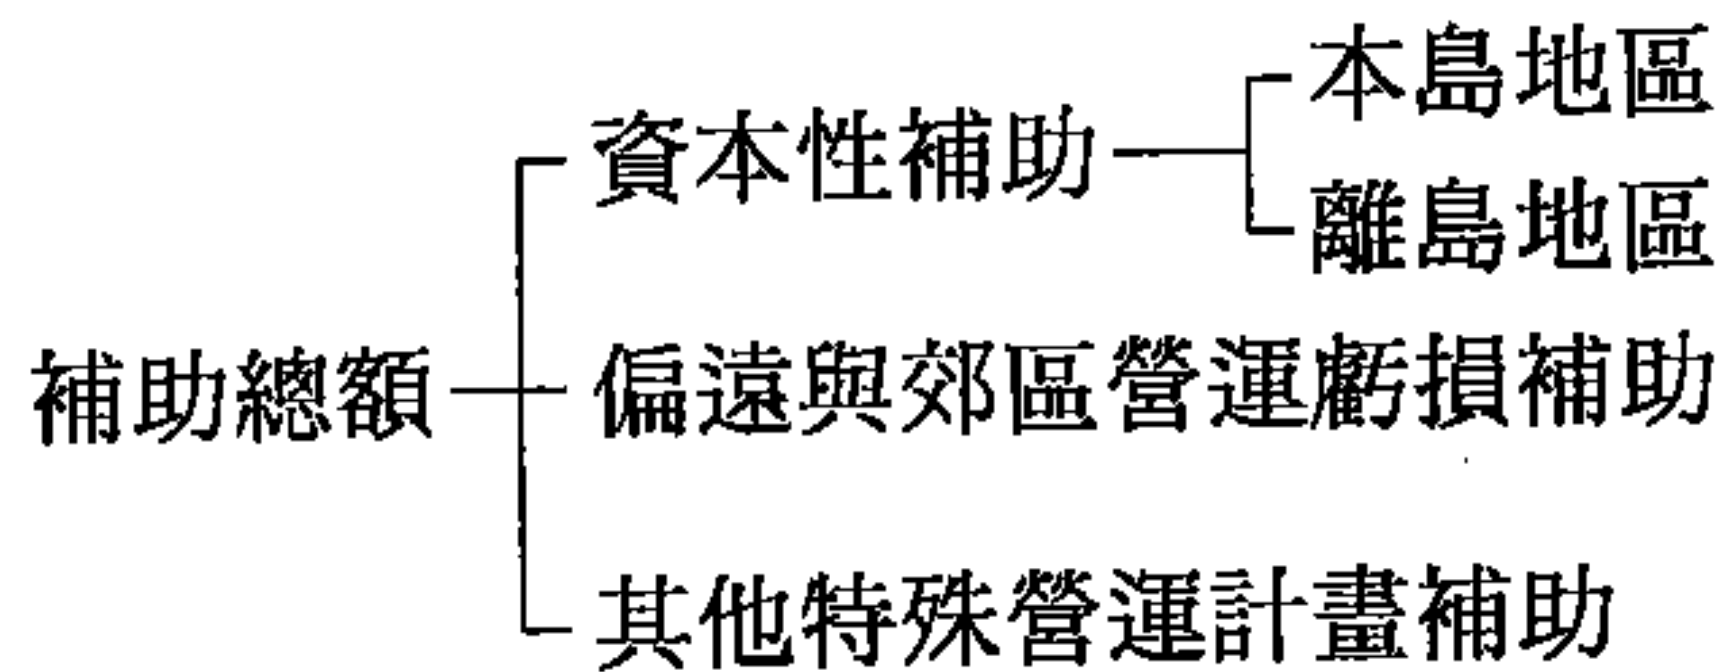 補助總額
資本性補助
本島地區
離島地區
偏遠與郊區營運虧損補助
其他特殊營運計畫補助